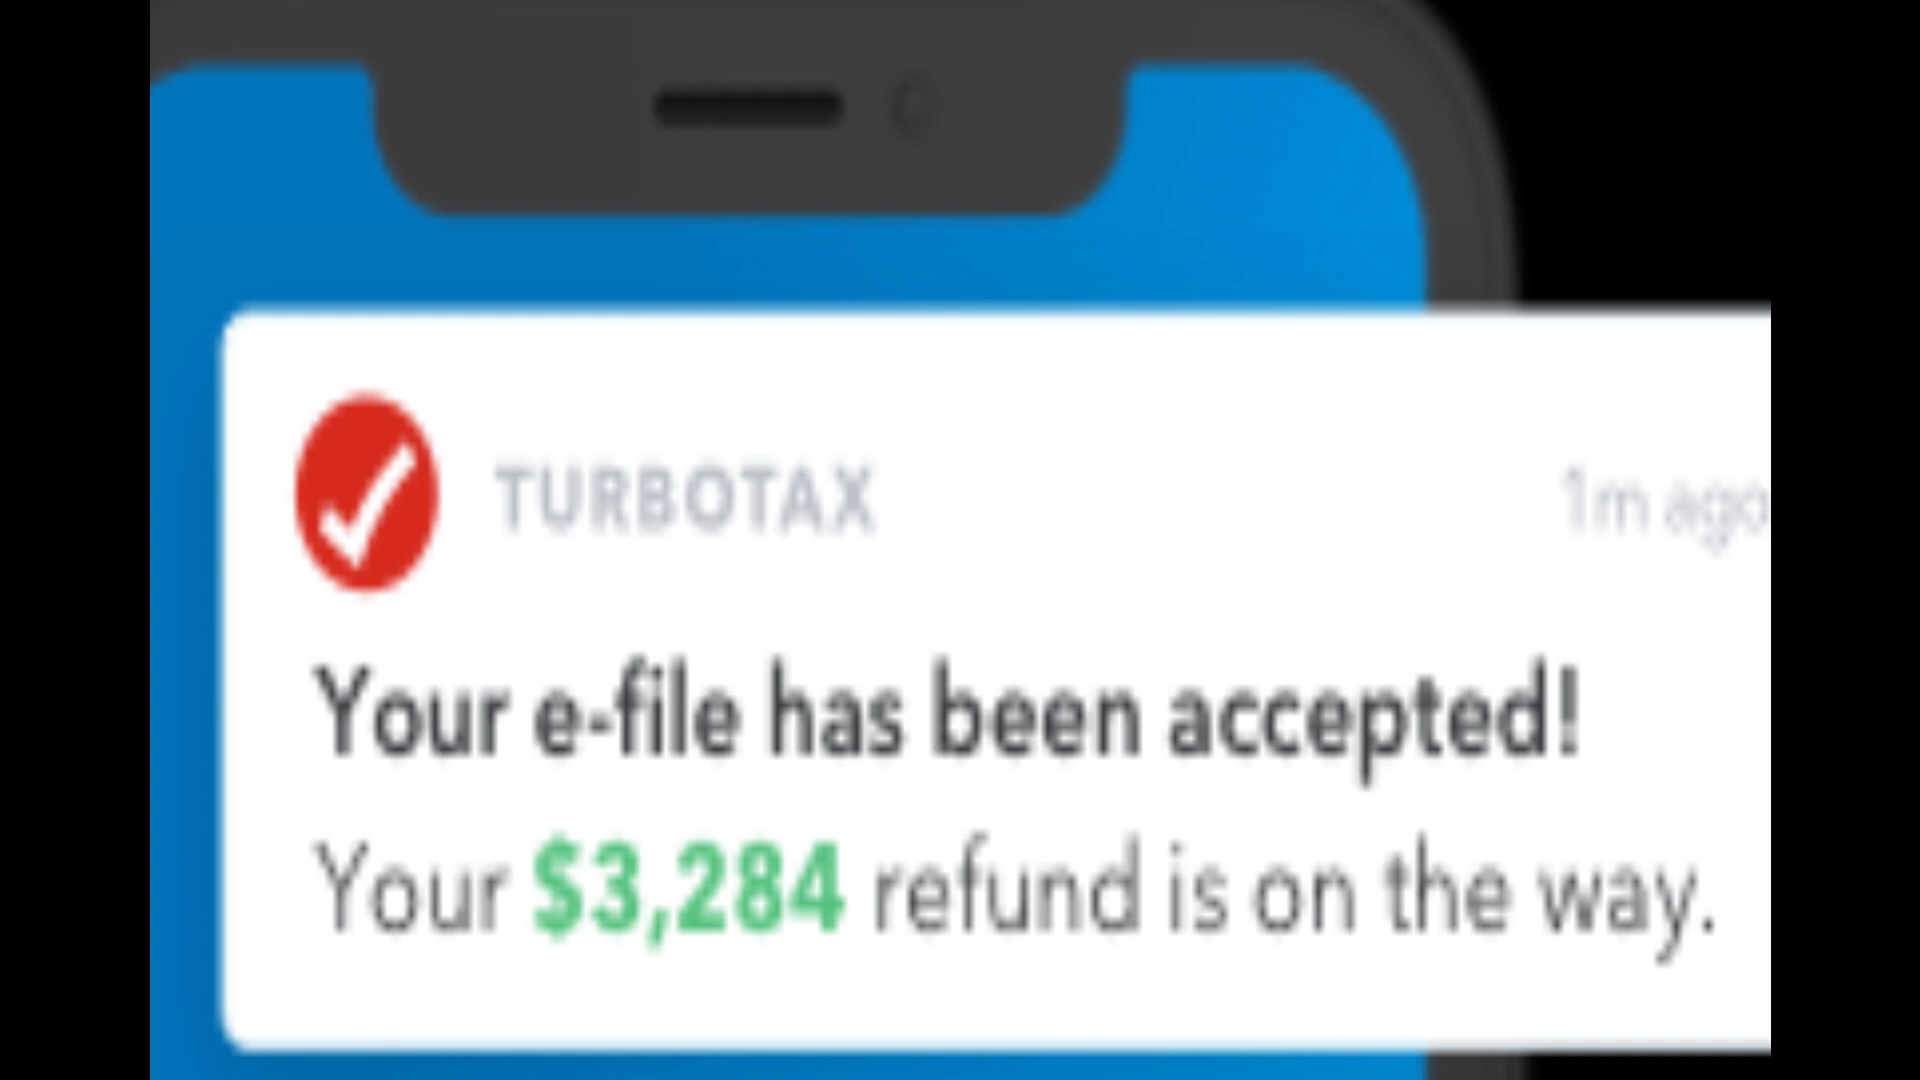 TURBOTAX 1m ago
Your e-file has been accepted!
Your $3,284 refund is on the way.